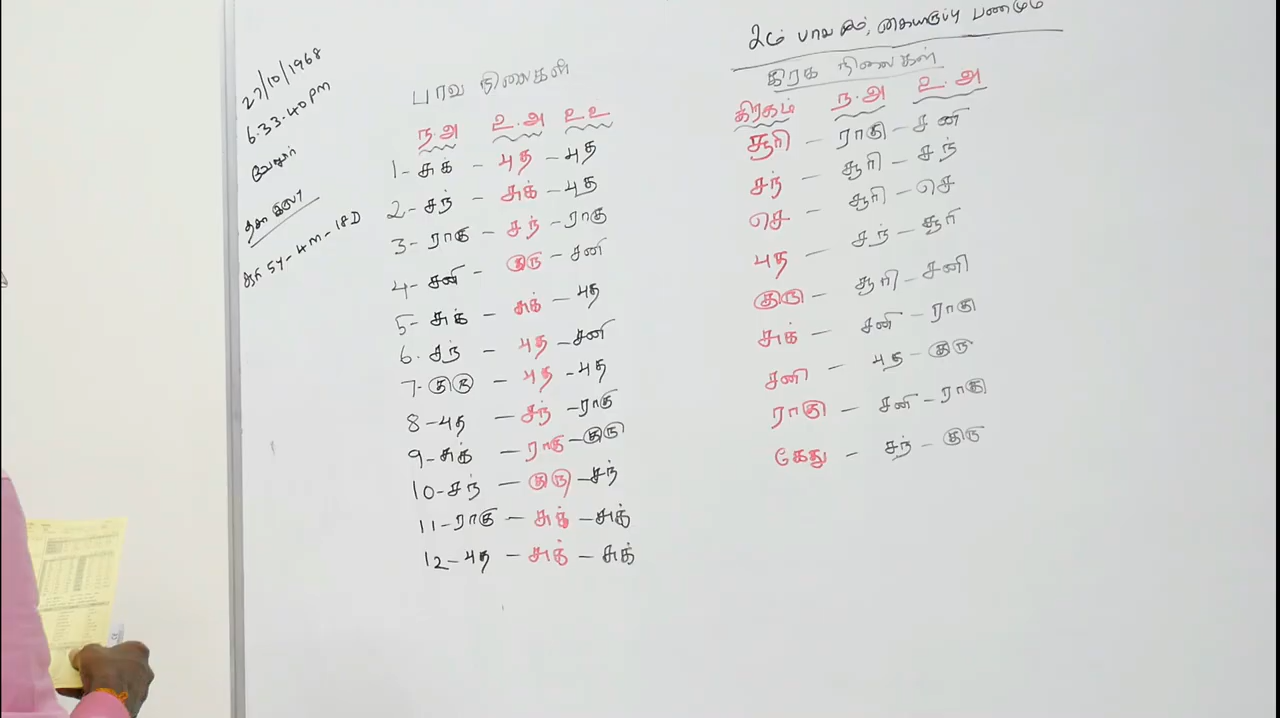 27/10/1968
6.33.40 PM
வேலூர்
தசா இருப்பு
சூரி 5Y-4M-18D
பாவ நிலைகள்
ந.அ உ.அ உ.உ
1-சுக் - புத - புத
2-சந் - சுக் - புத
3-ராகு - சந் - ராகு
4-சனி - குரு - சனி
5-சுக் - சுக் - புத
6. சந் - புத - சனி
7-குரு - புத - புத
8-புத - சந் - ராகு
9-சுக் - ராகு - குரு
10-சந் - குரு - சந்
11-ராகு - சுக் - சுக்
12-புத - சுக் - சுக்
2ம் பாவகம், கையிருப்பு பணமும்
கிரக நிலைகள்
கிரகம் ந.அ உ.அ
சூரி - ராகு - சனி
சந் - சூரி - சந்
செ - சூரி - செ
புத - சந் - சூரி
குரு - சூரி - சனி
சுக் - சனி - ராகு
சனி - புத - குரு
ராகு - சனி - ராகு
கேது - சந் - குரு